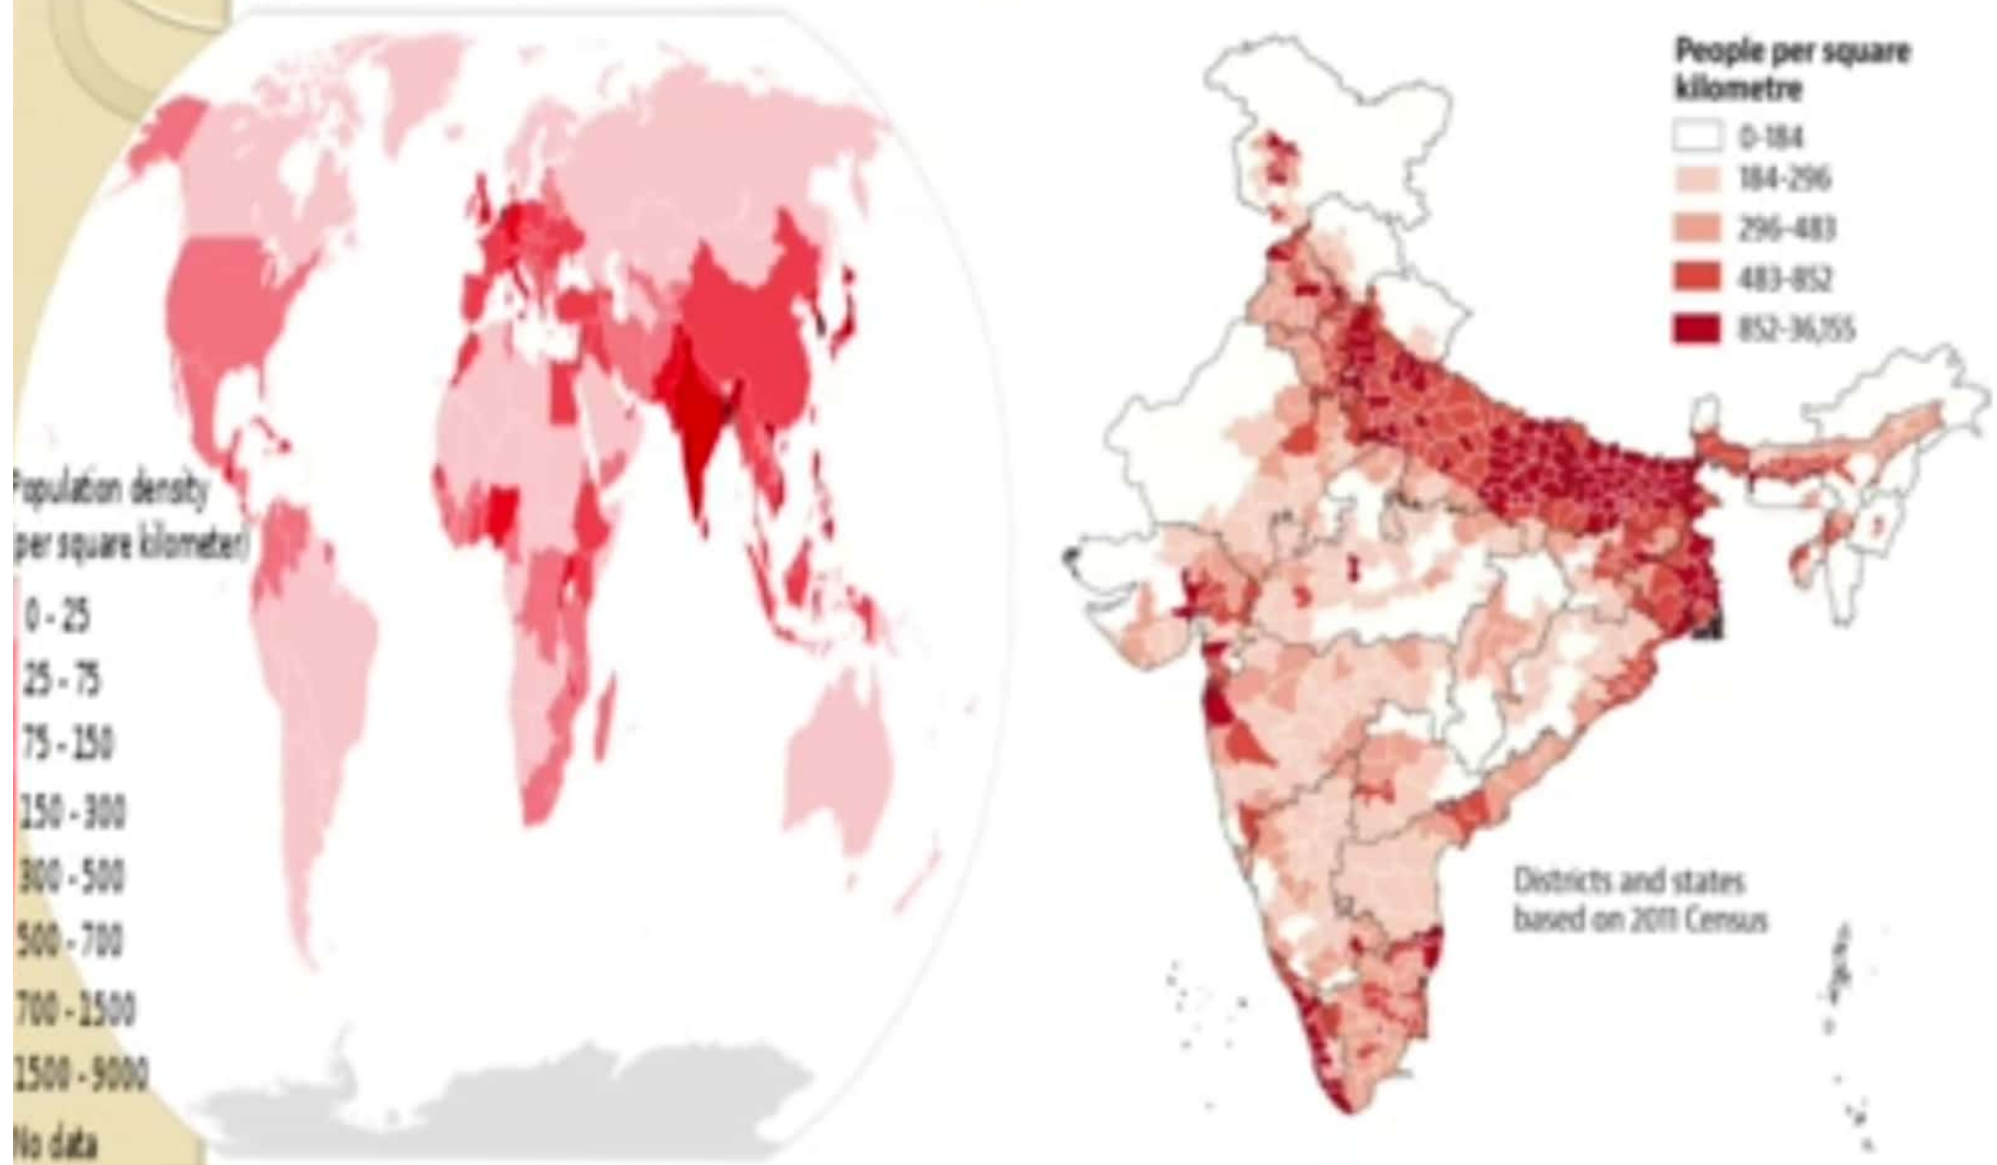 Population density
(per square kilometer)
0 - 25
25 - 75
75 - 150
150 - 300
300 - 500
500 - 700
700 - 1500
1500 - 9000
No data
People per square
kilometre
0-184
184-296
296-483
483-852
852-36,155
Districts and states
based on 2011 Census